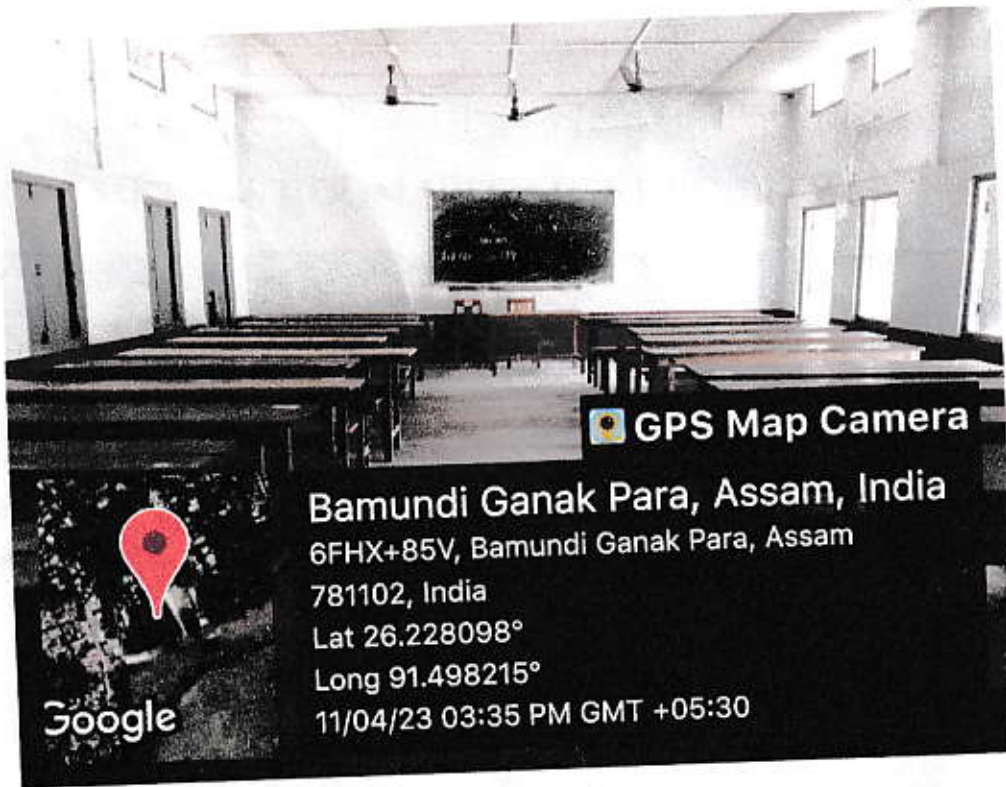 GPS Map Camera
Bamundi Ganak Para, Assam, India
6FHX+85V, Bamundi Ganak Para, Assam
781102, India
Lat 26.228098°
Long 91.498215°
11/04/23 03:35 PM GMT +05:30
Google